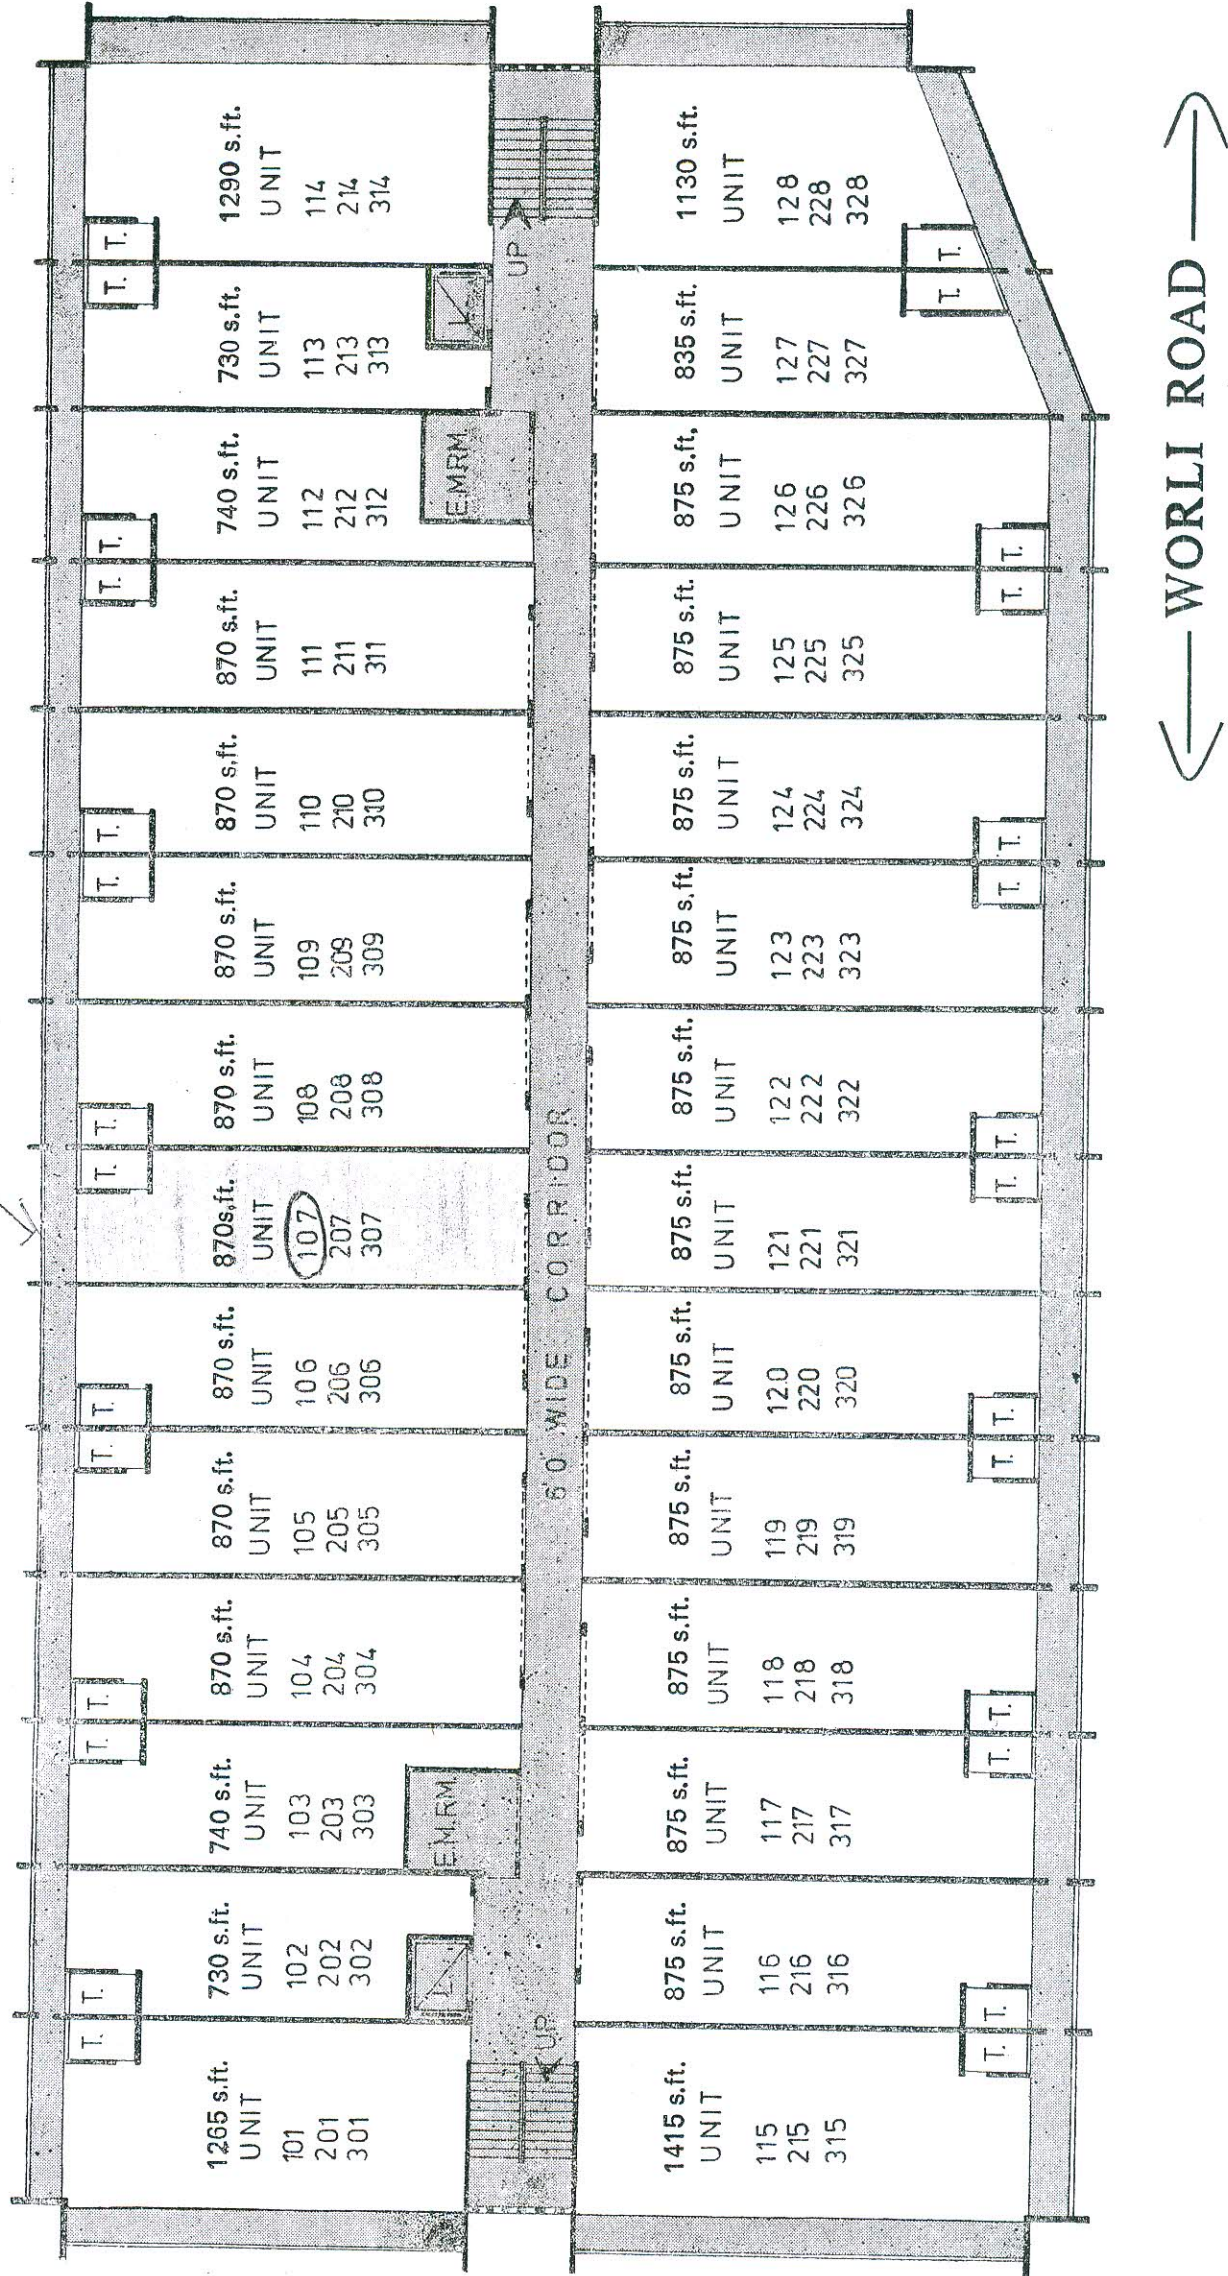 1265 s.ft.
UNIT
101
201
301
730 s.ft.
UNIT
102
202
302
740 s.ft.
UNIT
103
203
303
870 s.ft.
UNIT
104
204
304
870 s.ft.
UNIT
105
205
305
870 s.ft.
UNIT
106
206
306
870s.ft.
UNIT
107
207
307
870 s.ft.
UNIT
108
208
308
870 s.ft.
UNIT
109
209
309
870 s.ft.
UNIT
110
210
310
870 s.ft.
UNIT
111
211
311
740 s.ft.
UNIT
112
212
312
730 s.ft.
UNIT
113
213
313
1290 s.ft.
UNIT
114
214
314
T. T.
T. T.
T. T.
T. T.
T. T.
T. T.
T. T.
L
E.M.RM.
E.M.RM.
L
UP
6'0 WIDE CORRIDOR
UP
1415 s.ft.
UNIT
115
215
315
875 s.ft.
UNIT
116
216
316
875 s.ft.
UNIT
117
217
317
875 s.ft.
UNIT
118
218
318
875 s.ft.
UNIT
119
219
319
875 s.ft.
UNIT
120
220
320
875 s.ft.
UNIT
121
221
321
875 s.ft.
UNIT
122
222
322
875 s.ft.
UNIT
123
223
323
875 s.ft.
UNIT
124
224
324
875 s.ft.
UNIT
125
225
325
875 s.ft.
UNIT
126
226
326
835 s.ft.
UNIT
127
227
327
1130 s.ft.
UNIT
128
228
328
T. T.
T. T.
T. T.
T. T.
T. T.
T. T.
T. T.
WORLI ROAD